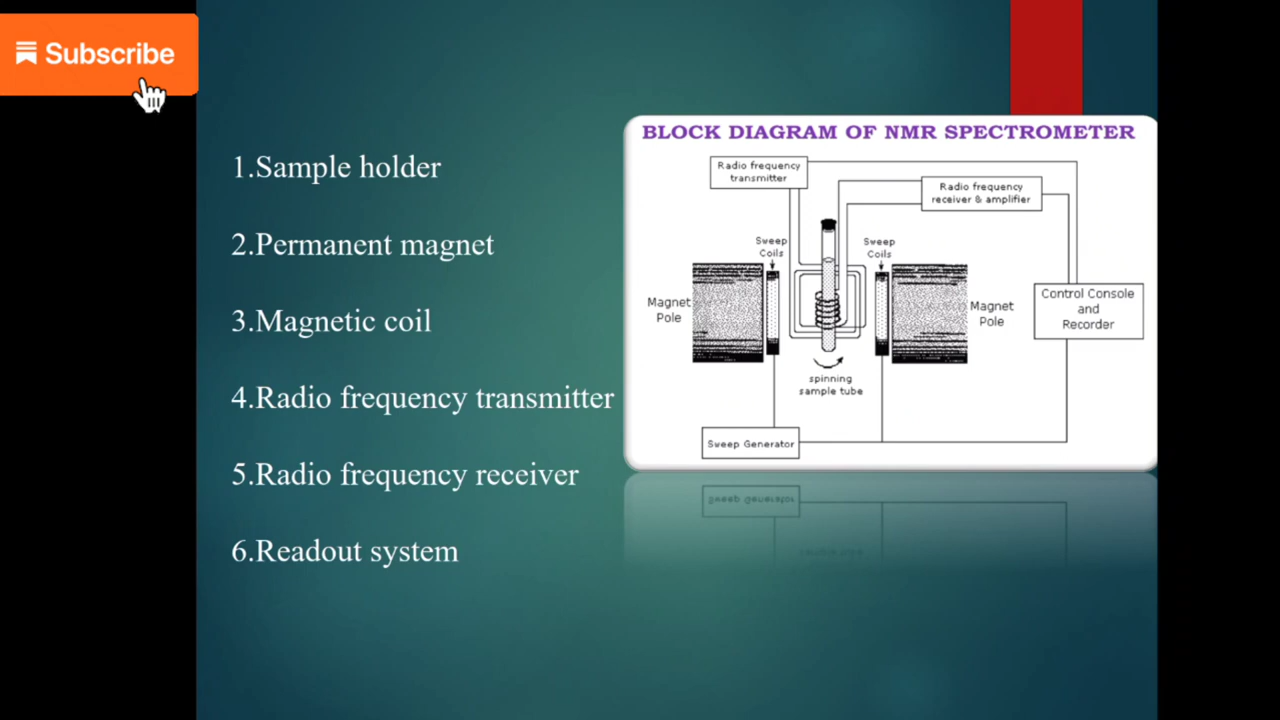 Subscribe
1.Sample holder
2.Permanent magnet
3.Magnetic coil
4.Radio frequency transmitter
5.Radio frequency receiver
6.Readout system
BLOCK DIAGRAM OF NMR SPECTROMETER
Radio frequency
transmitter
Radio frequency
receiver & amplifier
Sweep
Coils
Sweep
Coils
Magnet
Pole
Magnet
Pole
Control Console
and
Recorder
spinning
sample tube
Sweep Generator
Sweep Generator